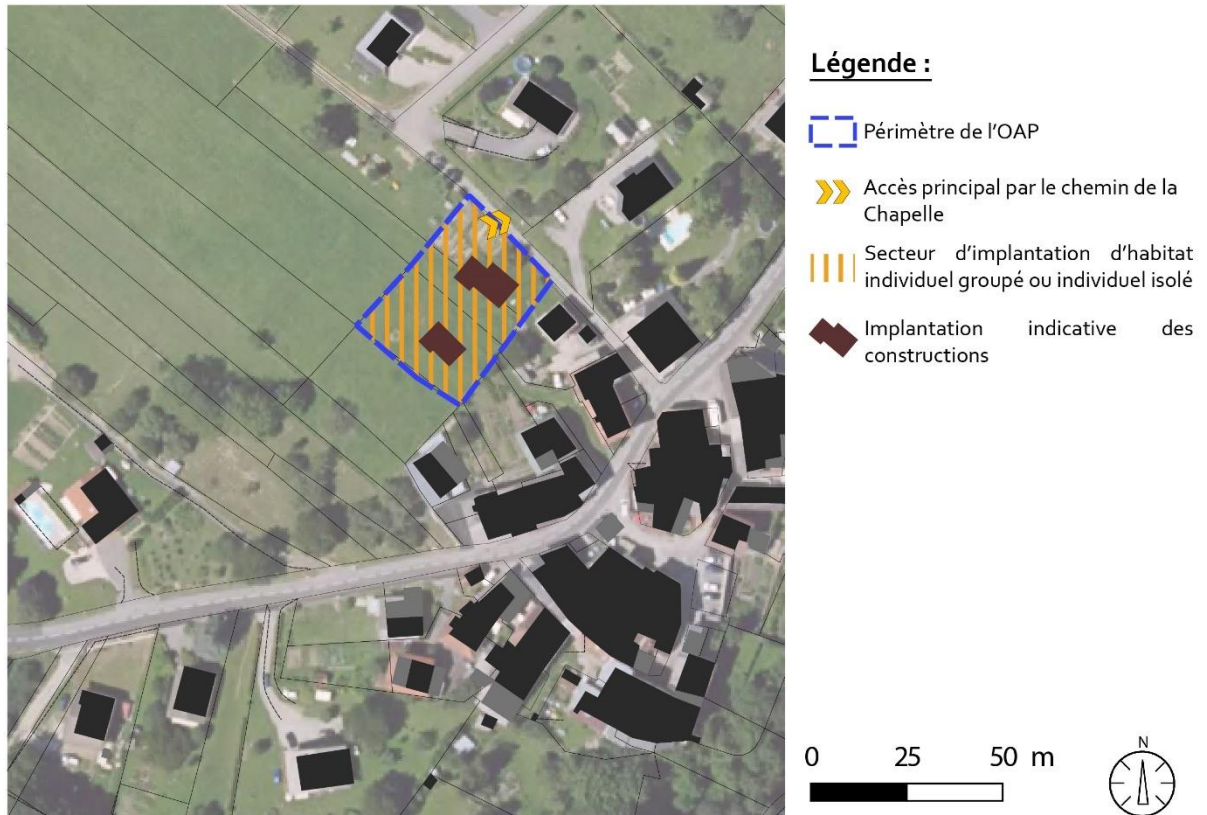 Légende :
Périmètre de l'OAP
Accès principal par le chemin de la
Chapelle
Secteur d'implantation d'habitat
individuel groupé ou individuel isolé
Implantation indicative des
constructions
0 25 50 m
N